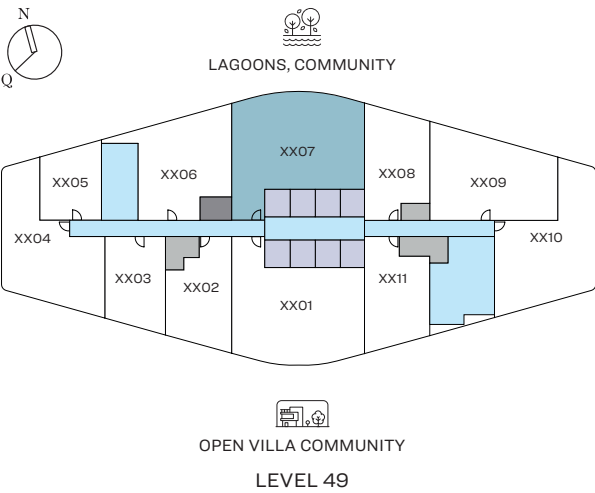 N
Q
LAGOONS, COMMUNITY
XX07
XX06
XX08
XX05
XX09
XX04
XX10
XX03
XX02
XX01
XX11
OPEN VILLA COMMUNITY
LEVEL 49